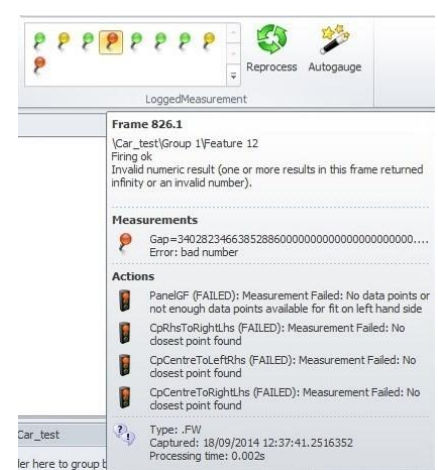 Reprocess Autogauge
LoggedMeasurement
Frame 826.1
\Car_test\Group 1\Feature 12
Firing ok
Invalid numeric result (one or more results in this frame returned
infinity or an invalid number).
Measurements
Gap=34028234663852886000000000000000000000....
Error: bad number
Actions
PanelGF (FAILED): Measurement Failed: No data points or
not enough data points available for fit on left hand side
CpRhsToRightLhs (FAILED): Measurement Failed: No
closest point found
CpCentreToLeftRhs (FAILED): Measurement Failed: No
closest point found
CpCentreToRightLhs (FAILED): Measurement Failed: No
closest point found
Type: .FW
Captured: 18/09/2014 12:37:41.2516352
Processing time: 0.002s
Car_test
der here to group b